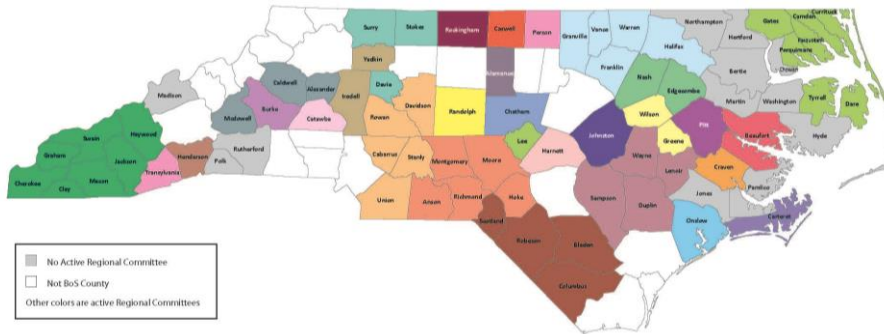 Surry
Stokes
Rockingham
Caswell
Person
Granville
Vance
Warren
Halifax
Northampton
Hertford
Gates
Camden
Currituck
Pasquotank
Perquimans
Chowan
Bertie
Yadkin
Alamance
Franklin
Nash
Edgecombe
Martin
Washington
Tyrrell
Dare
Madison
Caldwell
Alexander
Iredell
Davie
Davidson
Randolph
Chatham
Wilson
Pitt
Beaufort
Hyde
Burke
McDowell
Catawba
Rowan
Lee
Harnett
Johnston
Greene
Swain
Haywood
Graham
Jackson
Henderson
Rutherford
Polk
Transylvania
Cherokee
Clay
Macon
Cabarrus
Stanly
Montgomery
Moore
Wayne
Lenoir
Craven
Pamlico
Jones
Union
Anson
Richmond
Hoke
Scotland
Sampson
Duplin
Onslow
Carteret
Robeson
Bladen
Columbus
No Active Regional Committee
Not BoS County
Other colors are active Regional Committees